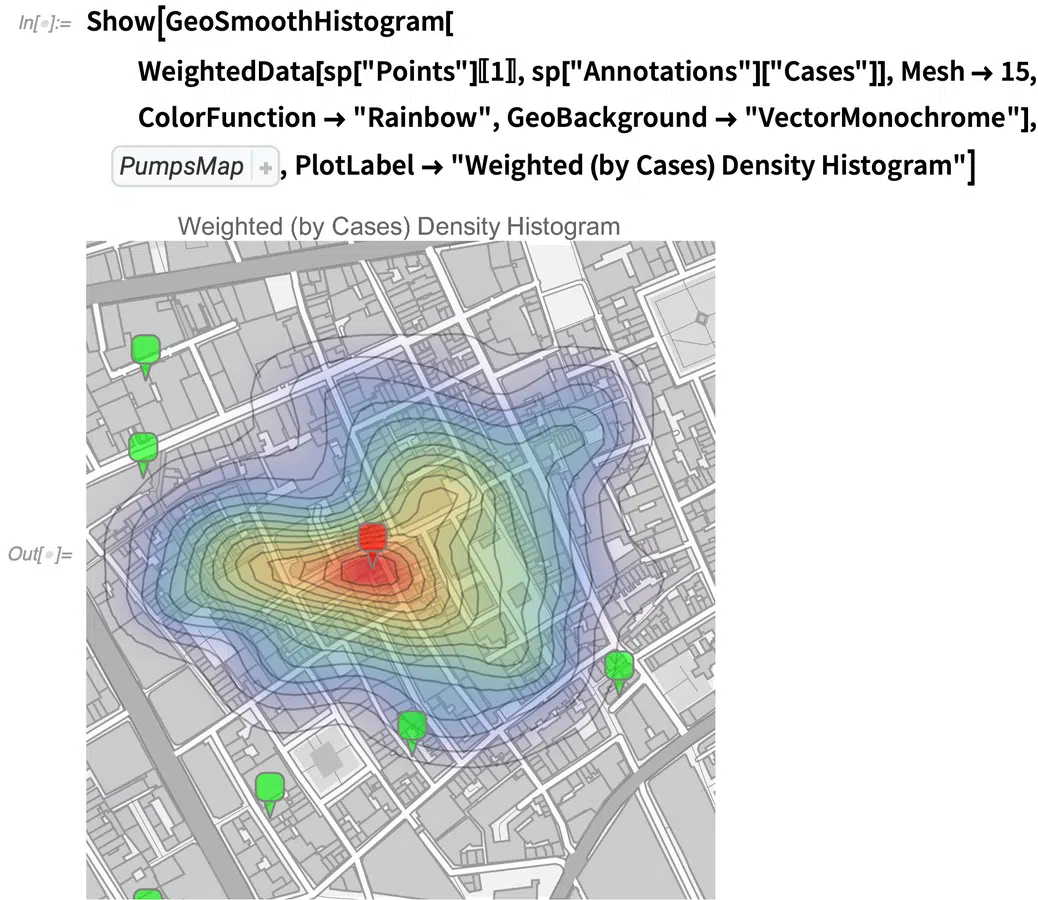 In[•]:= Show[GeoSmoothHistogram[
WeightedData[sp["Points"]〚1〛, sp["Annotations"]["Cases"]], Mesh → 15,
ColorFunction → "Rainbow", GeoBackground → "VectorMonochrome"],
PumpsMap +, PlotLabel → "Weighted (by Cases) Density Histogram"]
Weighted (by Cases) Density Histogram
Out[•]=